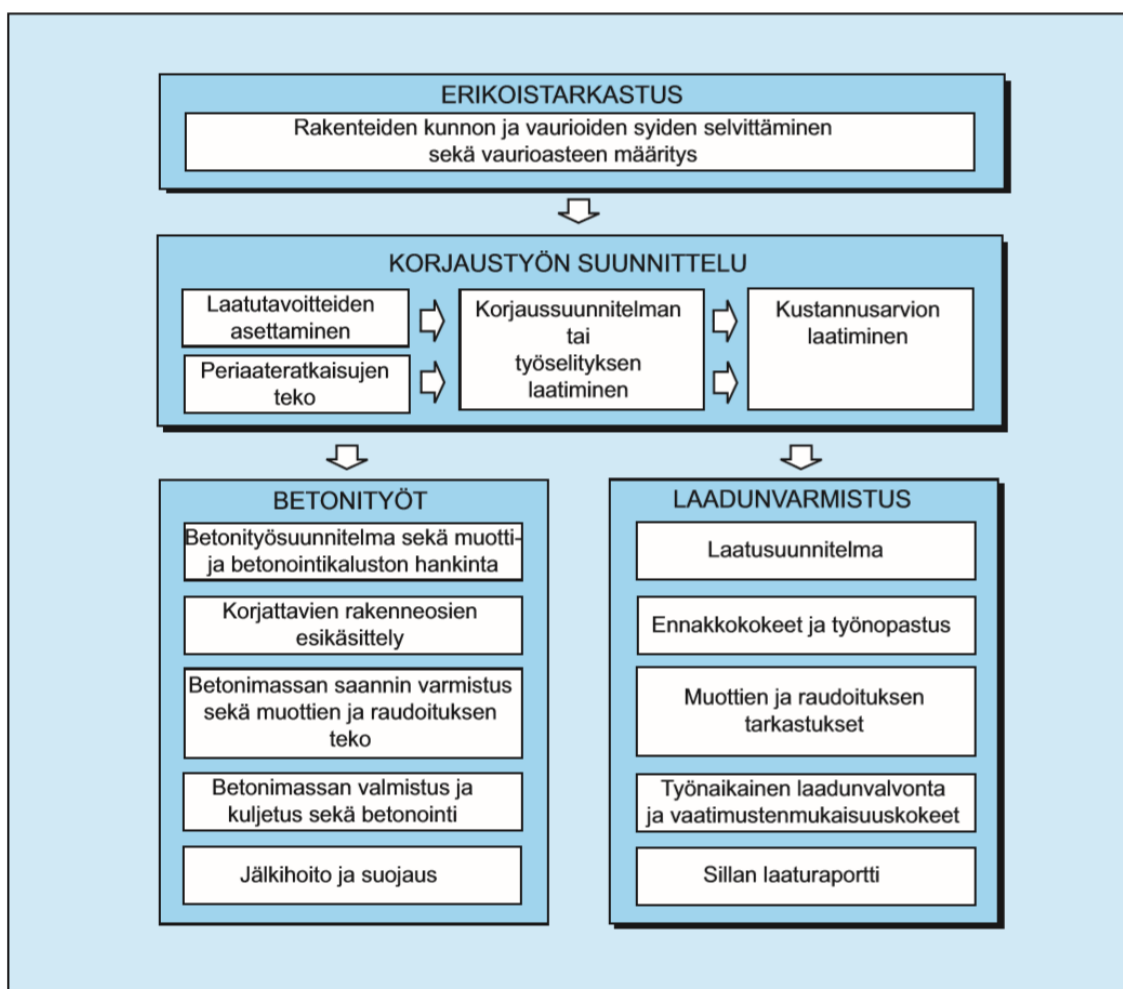 ERIKOISTARKASTUS
Rakenteiden kunnon ja vaurioiden syiden selvittäminen
sekä vaurioasteen määritys
KORJAUSTYÖN SUUNNITTELU
Laatutavoitteiden
asettaminen
Periaateratkaisujen
teko
Korjaussuunnitelman
tai
työselityksen
laatiminen
Kustannusarvion
laatiminen
BETONITYÖT
Betonityösuunnitelma sekä muotti-
ja betonointikaluston hankinta
Korjattavien rakenneosien
esikäsittely
Betonimassan saannin varmistus
sekä muottien ja raudoituksen
teko
Betonimassan valmistus ja
kuljetus sekä betonointi
Jälkihoito ja suojaus
LAADUNVARMISTUS
Laatusuunnitelma
Ennakkokokeet ja työnopastus
Muottien ja raudoituksen
tarkastukset
Työnaikainen laadunvalvonta
ja vaatimustenmukaisuuskokeet
Sillan laaturaportti